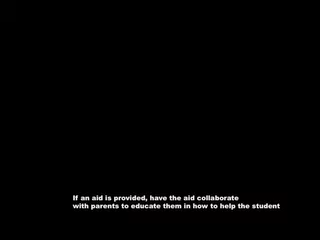 If an aid is provided, have the aid collaborate
with parents to educate them in how to help the student